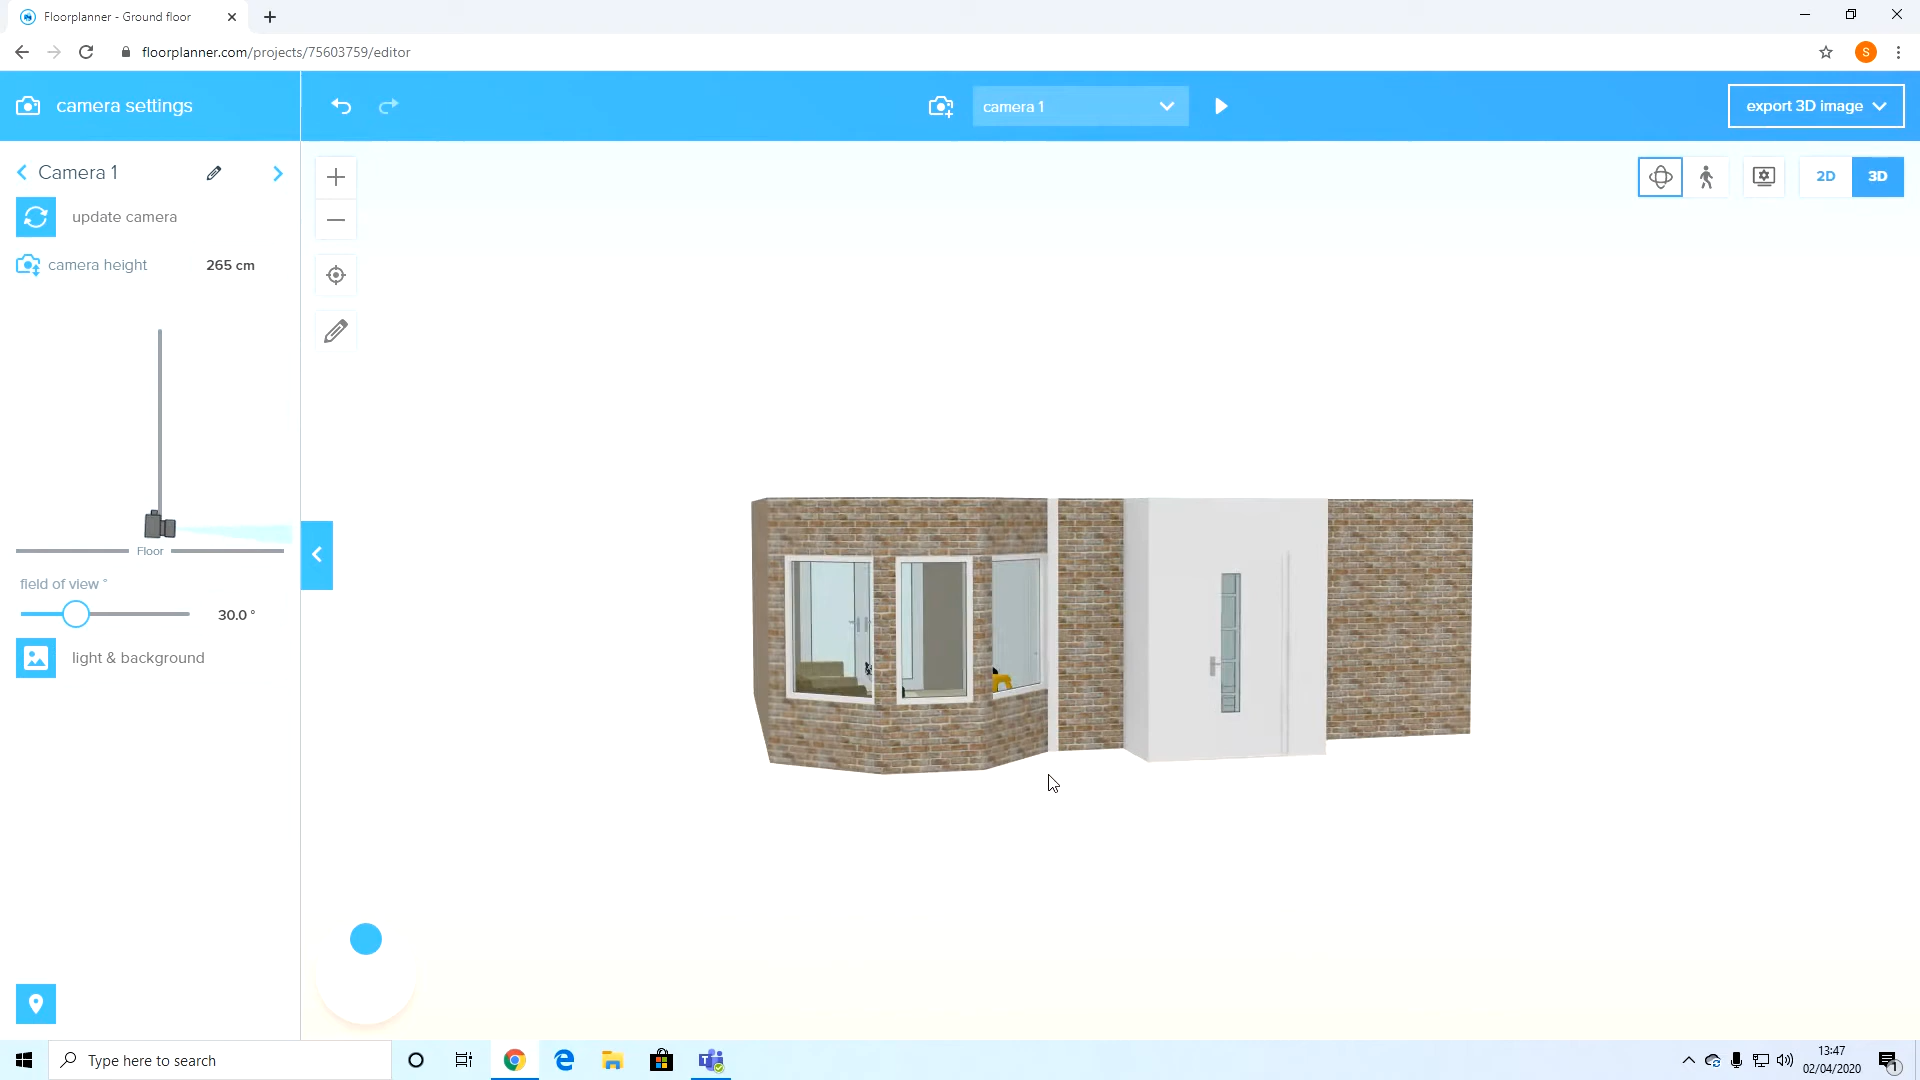 Floorplanner - Ground floor
floorplanner.com/projects/75603759/editor
S
camera settings
camera 1
export 3D image
Camera 1
2D
3D
update camera
camera height
265 cm
Floor
field of view °
30.0 °
light & background
Type here to search
13:47
02/04/2020
1